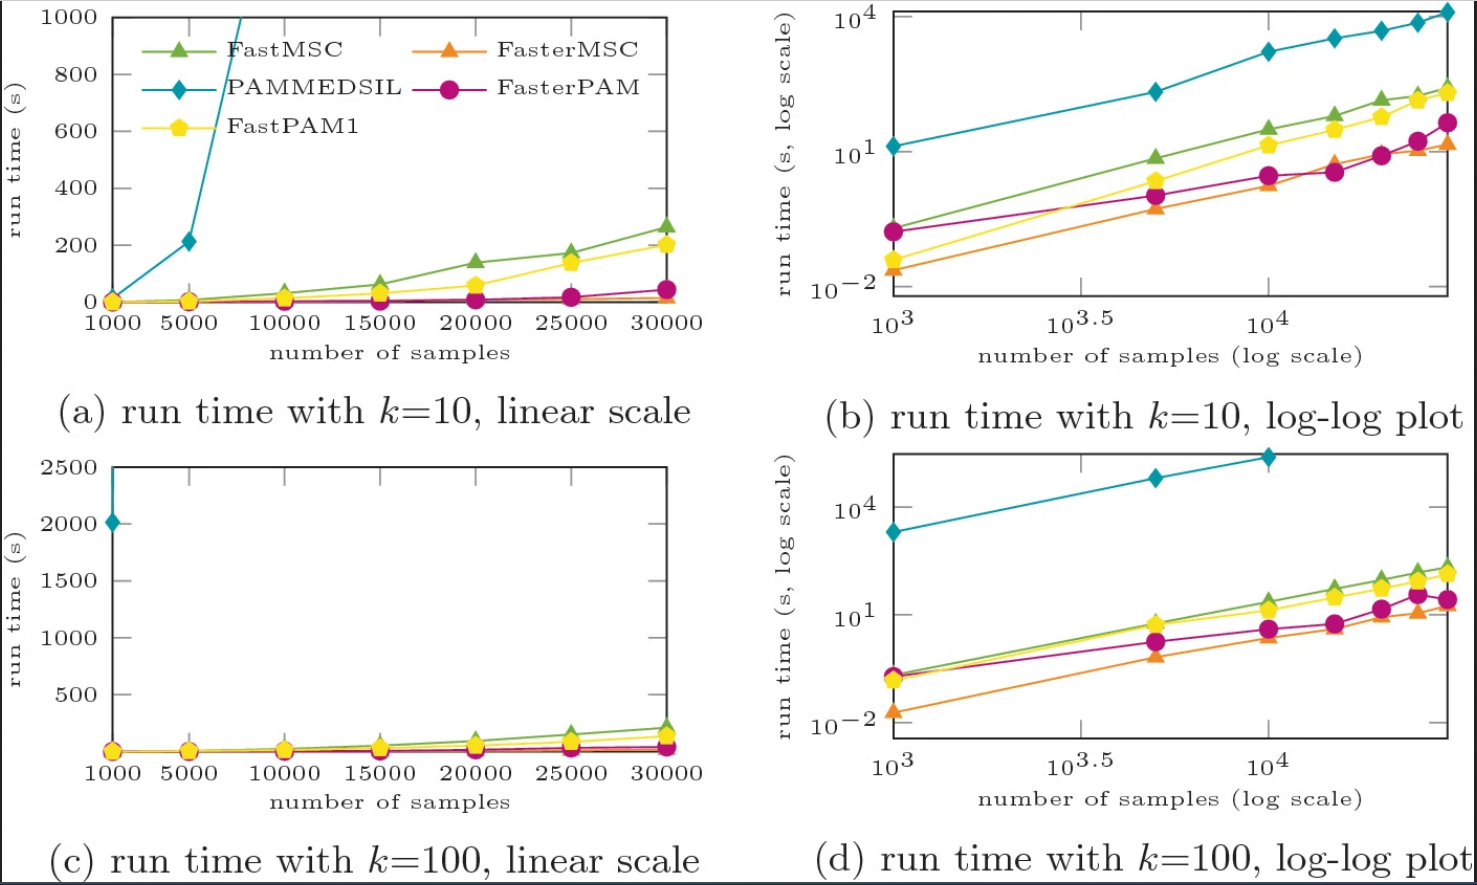 1000
800
600
400
200
0
run time (s)
FastMSC
FasterMSC
PAMMEDSIL
FasterPAM
FastPAM1
1000 5000 10000 15000 20000 25000 30000
number of samples
(a) run time with k=10, linear scale
10^4
10^1
10^−2
run time (s, log scale)
10^3 10^3.5 10^4
number of samples (log scale)
(b) run time with k=10, log-log plot
2500
2000
1500
1000
500
run time (s)
1000 5000 10000 15000 20000 25000 30000
number of samples
(c) run time with k=100, linear scale
10^4
10^1
10^−2
run time (s, log scale)
10^3 10^3.5 10^4
number of samples (log scale)
(d) run time with k=100, log-log plot